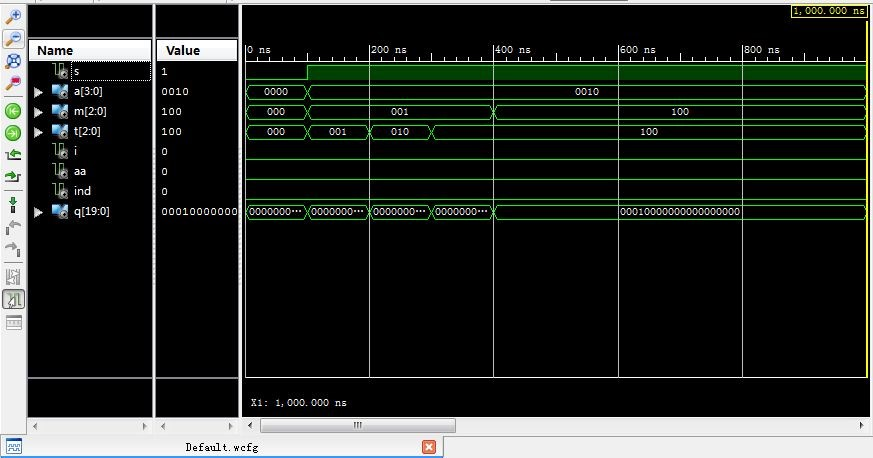 1,000.000 ns
Name Value
0 ns 200 ns 400 ns 600 ns 800 ns
s 1
a[3:0] 0010 0000 0010
m[2:0] 100 000 001 100
t[2:0] 100 000 001 010 100
i 0
aa 0
ind 0
q[19:0] 00010000000 0000000··· 0000000··· 0000000··· 0000000··· 00010000000000000000
X1: 1,000.000 ns
Default.wcfg